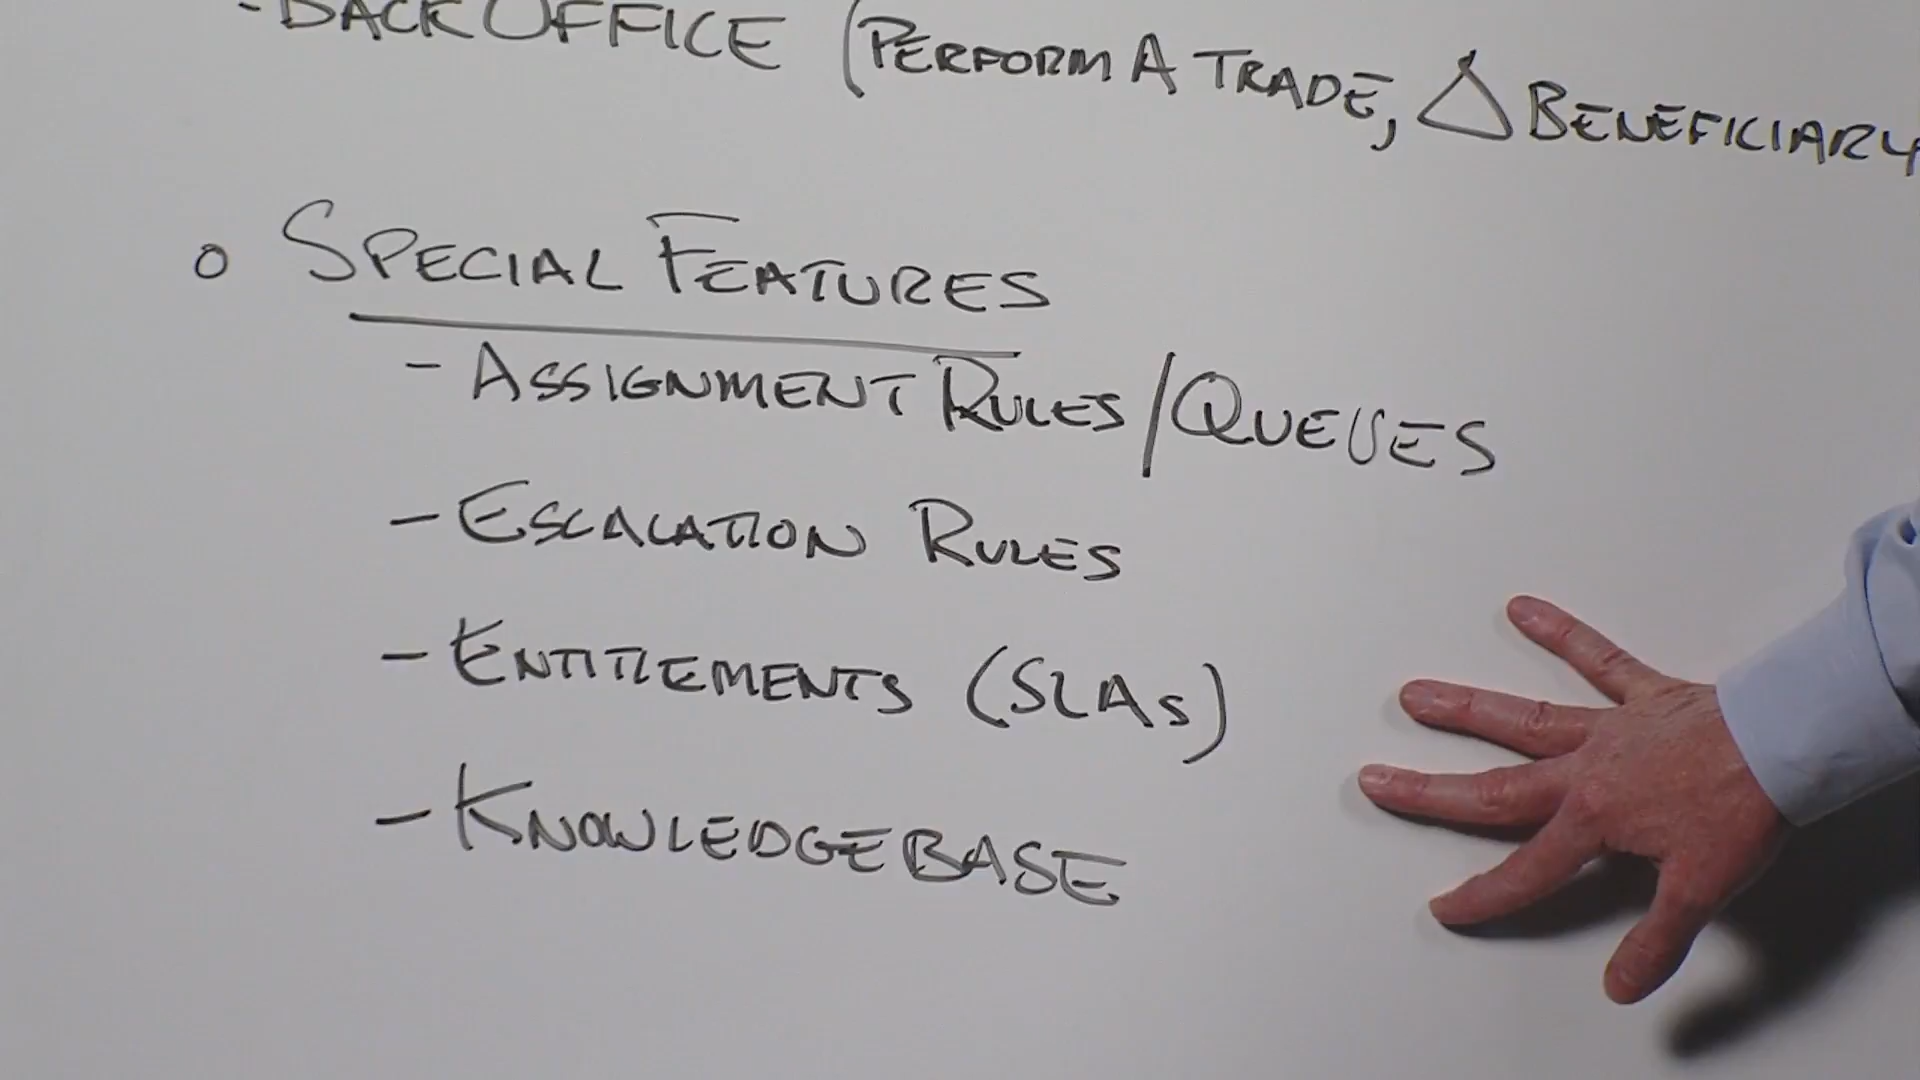 - BACK OFFICE (PERFORM A TRADE, Δ BENEFICIARY
o SPECIAL FEATURES
- ASSIGNMENT RULES/QUEUES
- ESCALATION RULES
- ENTITLEMENTS (SLAs)
- KNOWLEDGEBASE